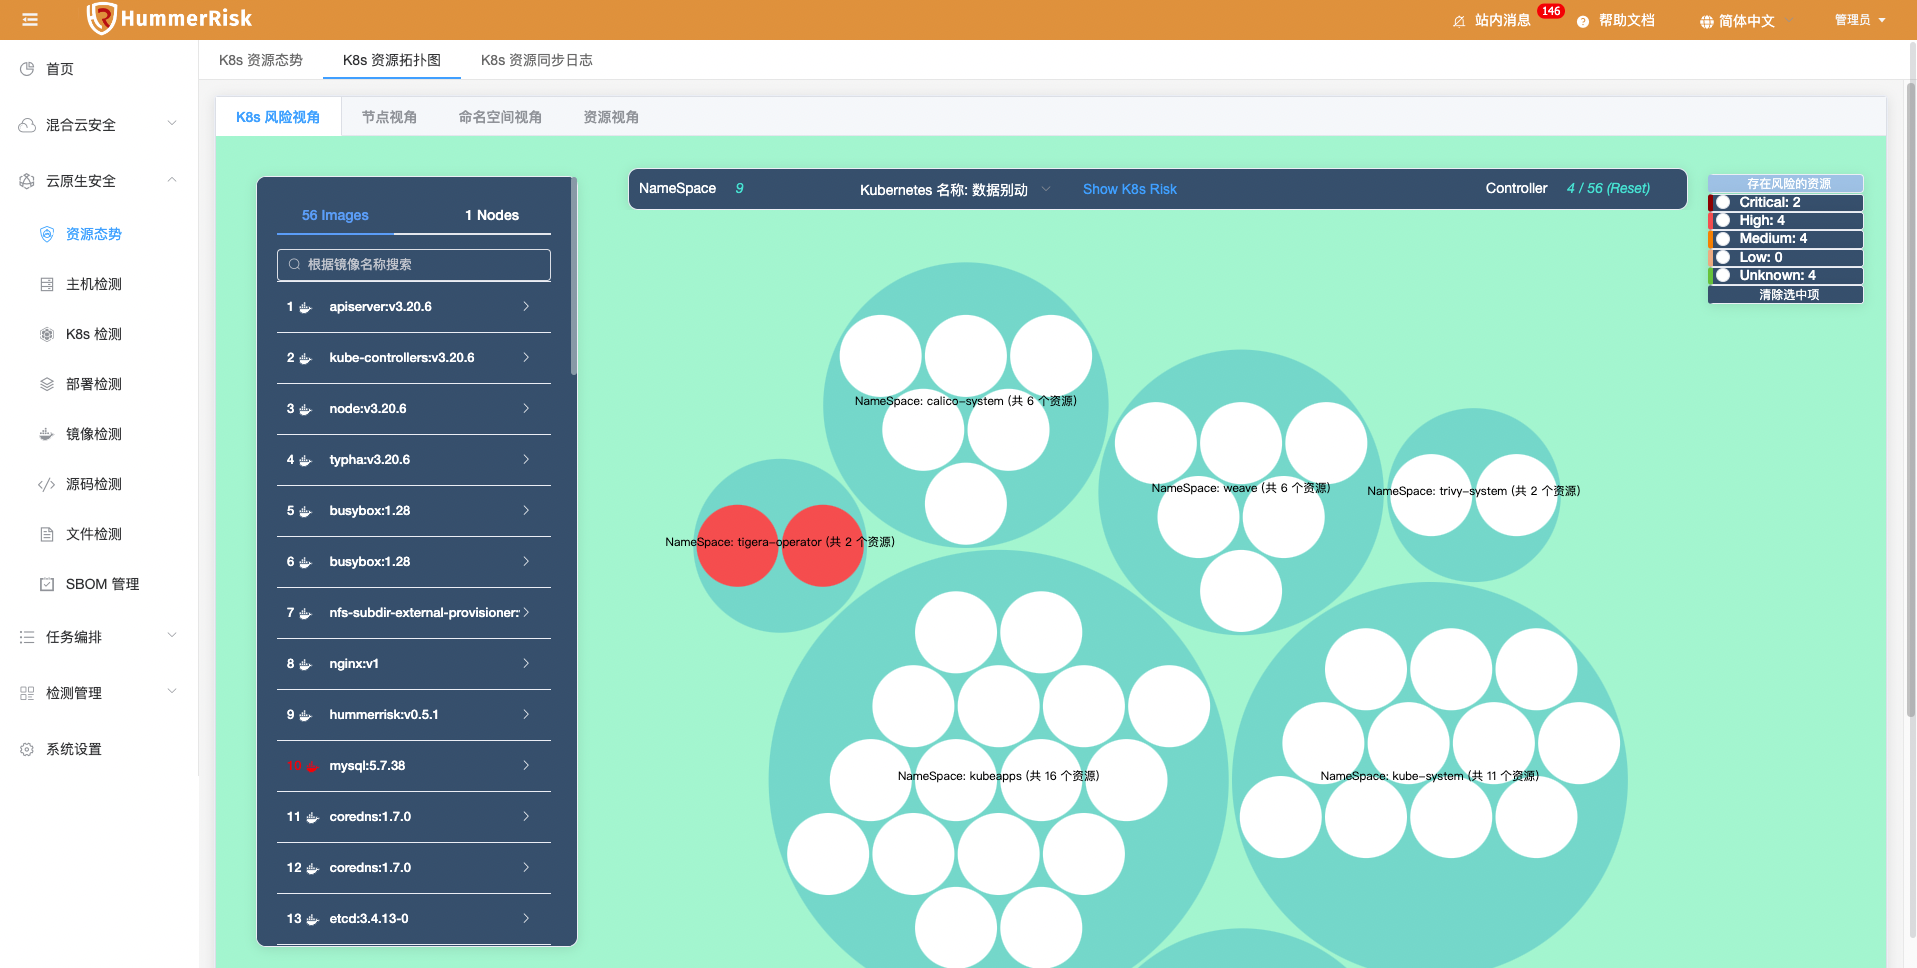 HummerRisk
站内消息
146
帮助文档
简体中文
管理员
首页
混合云安全
云原生安全
资源态势
主机检测
K8s 检测
部署检测
镜像检测
源码检测
文件检测
SBOM 管理
任务编排
检测管理
系统设置
K8s 资源态势
K8s 资源拓扑图
K8s 资源同步日志
K8s 风险视角
节点视角
命名空间视角
资源视角
56 Images
1 Nodes
根据镜像名称搜索
1 apiserver:v3.20.6
2 kube-controllers:v3.20.6
3 node:v3.20.6
4 typha:v3.20.6
5 busybox:1.28
6 busybox:1.28
7 nfs-subdir-external-provisioner:
8 nginx:v1
9 hummerrisk:v0.5.1
10 mysql:5.7.38
11 coredns:1.7.0
12 coredns:1.7.0
13 etcd:3.4.13-0
NameSpace 9
Kubernetes 名称: 数据别动
Show K8s Risk
Controller 4 / 56 (Reset)
存在风险的资源
Critical: 2
High: 4
Medium: 4
Low: 0
Unknown: 4
清除选中项
NameSpace: calico-system (共 6 个资源)
NameSpace: weave (共 6 个资源)
NameSpace: trivy-system (共 2 个资源)
NameSpace: tigera-operator (共 2 个资源)
NameSpace: kubeapps (共 16 个资源)
NameSpace: kube-system (共 11 个资源)